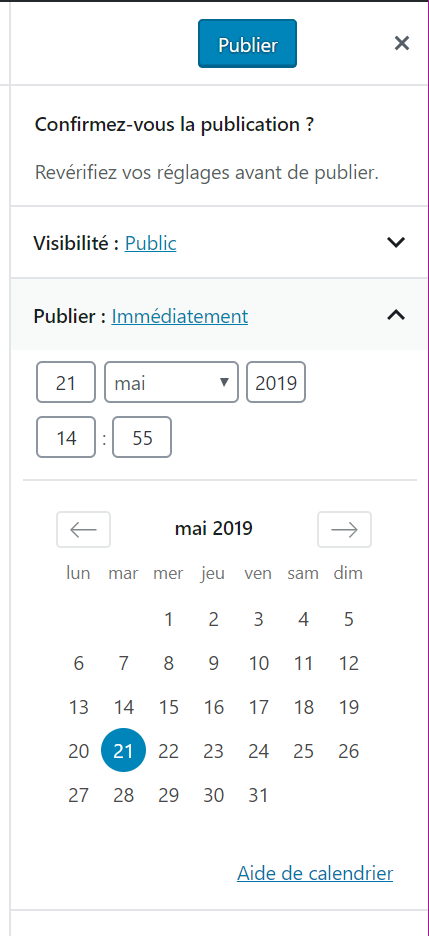 Publier
Confirmez-vous la publication ?
Revérifiez vos réglages avant de publier.
Visibilité : Public
Publier : Immédiatement
21 mai 2019
14 : 55
mai 2019
lun mar mer jeu ven sam dim
1 2 3 4 5
6 7 8 9 10 11 12
13 14 15 16 17 18 19
20 21 22 23 24 25 26
27 28 29 30 31
Aide de calendrier